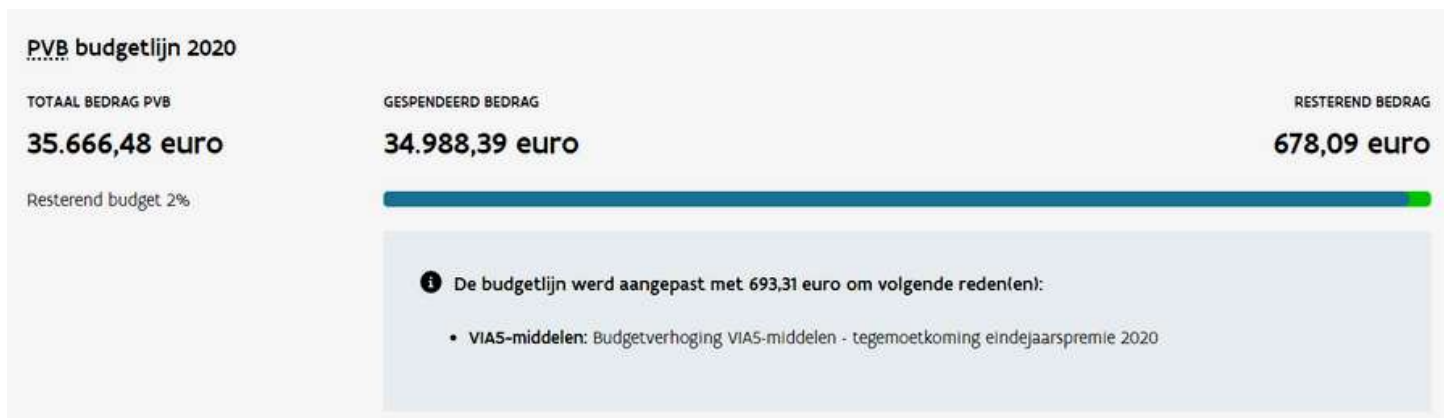 PVB budgetlijn 2020
TOTAAL BEDRAG PVB
35.666,48 euro
Resterend budget 2%
GESPENDEERD BEDRAG
34.988,39 euro
RESTEREND BEDRAG
678,09 euro
De budgetlijn werd aangepast met 693,31 euro om volgende reden(en):
• VIA5-middelen: Budgetverhoging VIA5-middelen - tegemoetkoming eindejaarspremie 2020